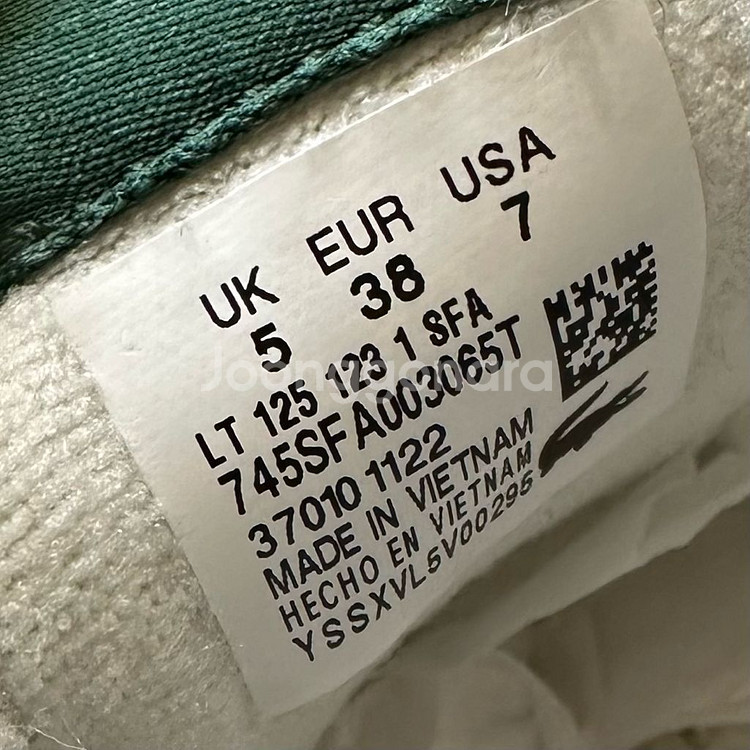 UK EUR USA
5 38 7
LT 125 123 1 SFA
745SFA003065T
37010 1122
MADE IN VIETNAM
HECHO EN VIETNAM
YSSXVL5V00295
Joonggonara